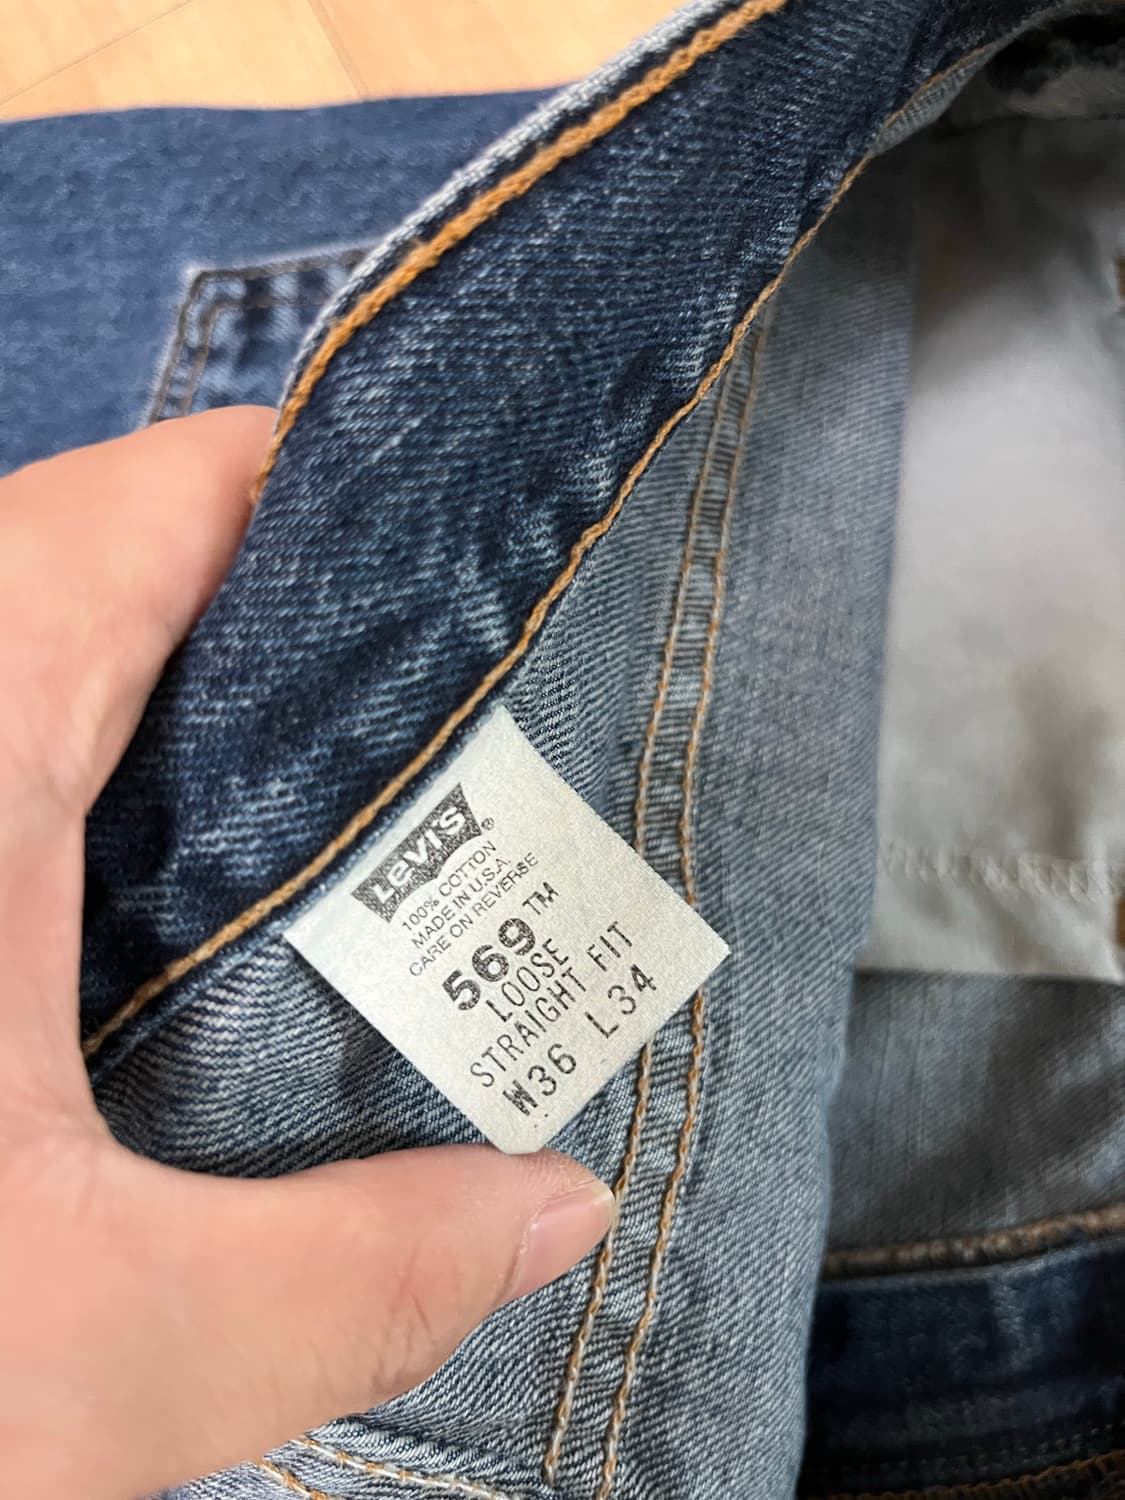 Levi's®
100% COTTON
MADE IN U.S.A.
CARE ON REVERSE
569™
LOOSE
STRAIGHT FIT
W36 L34